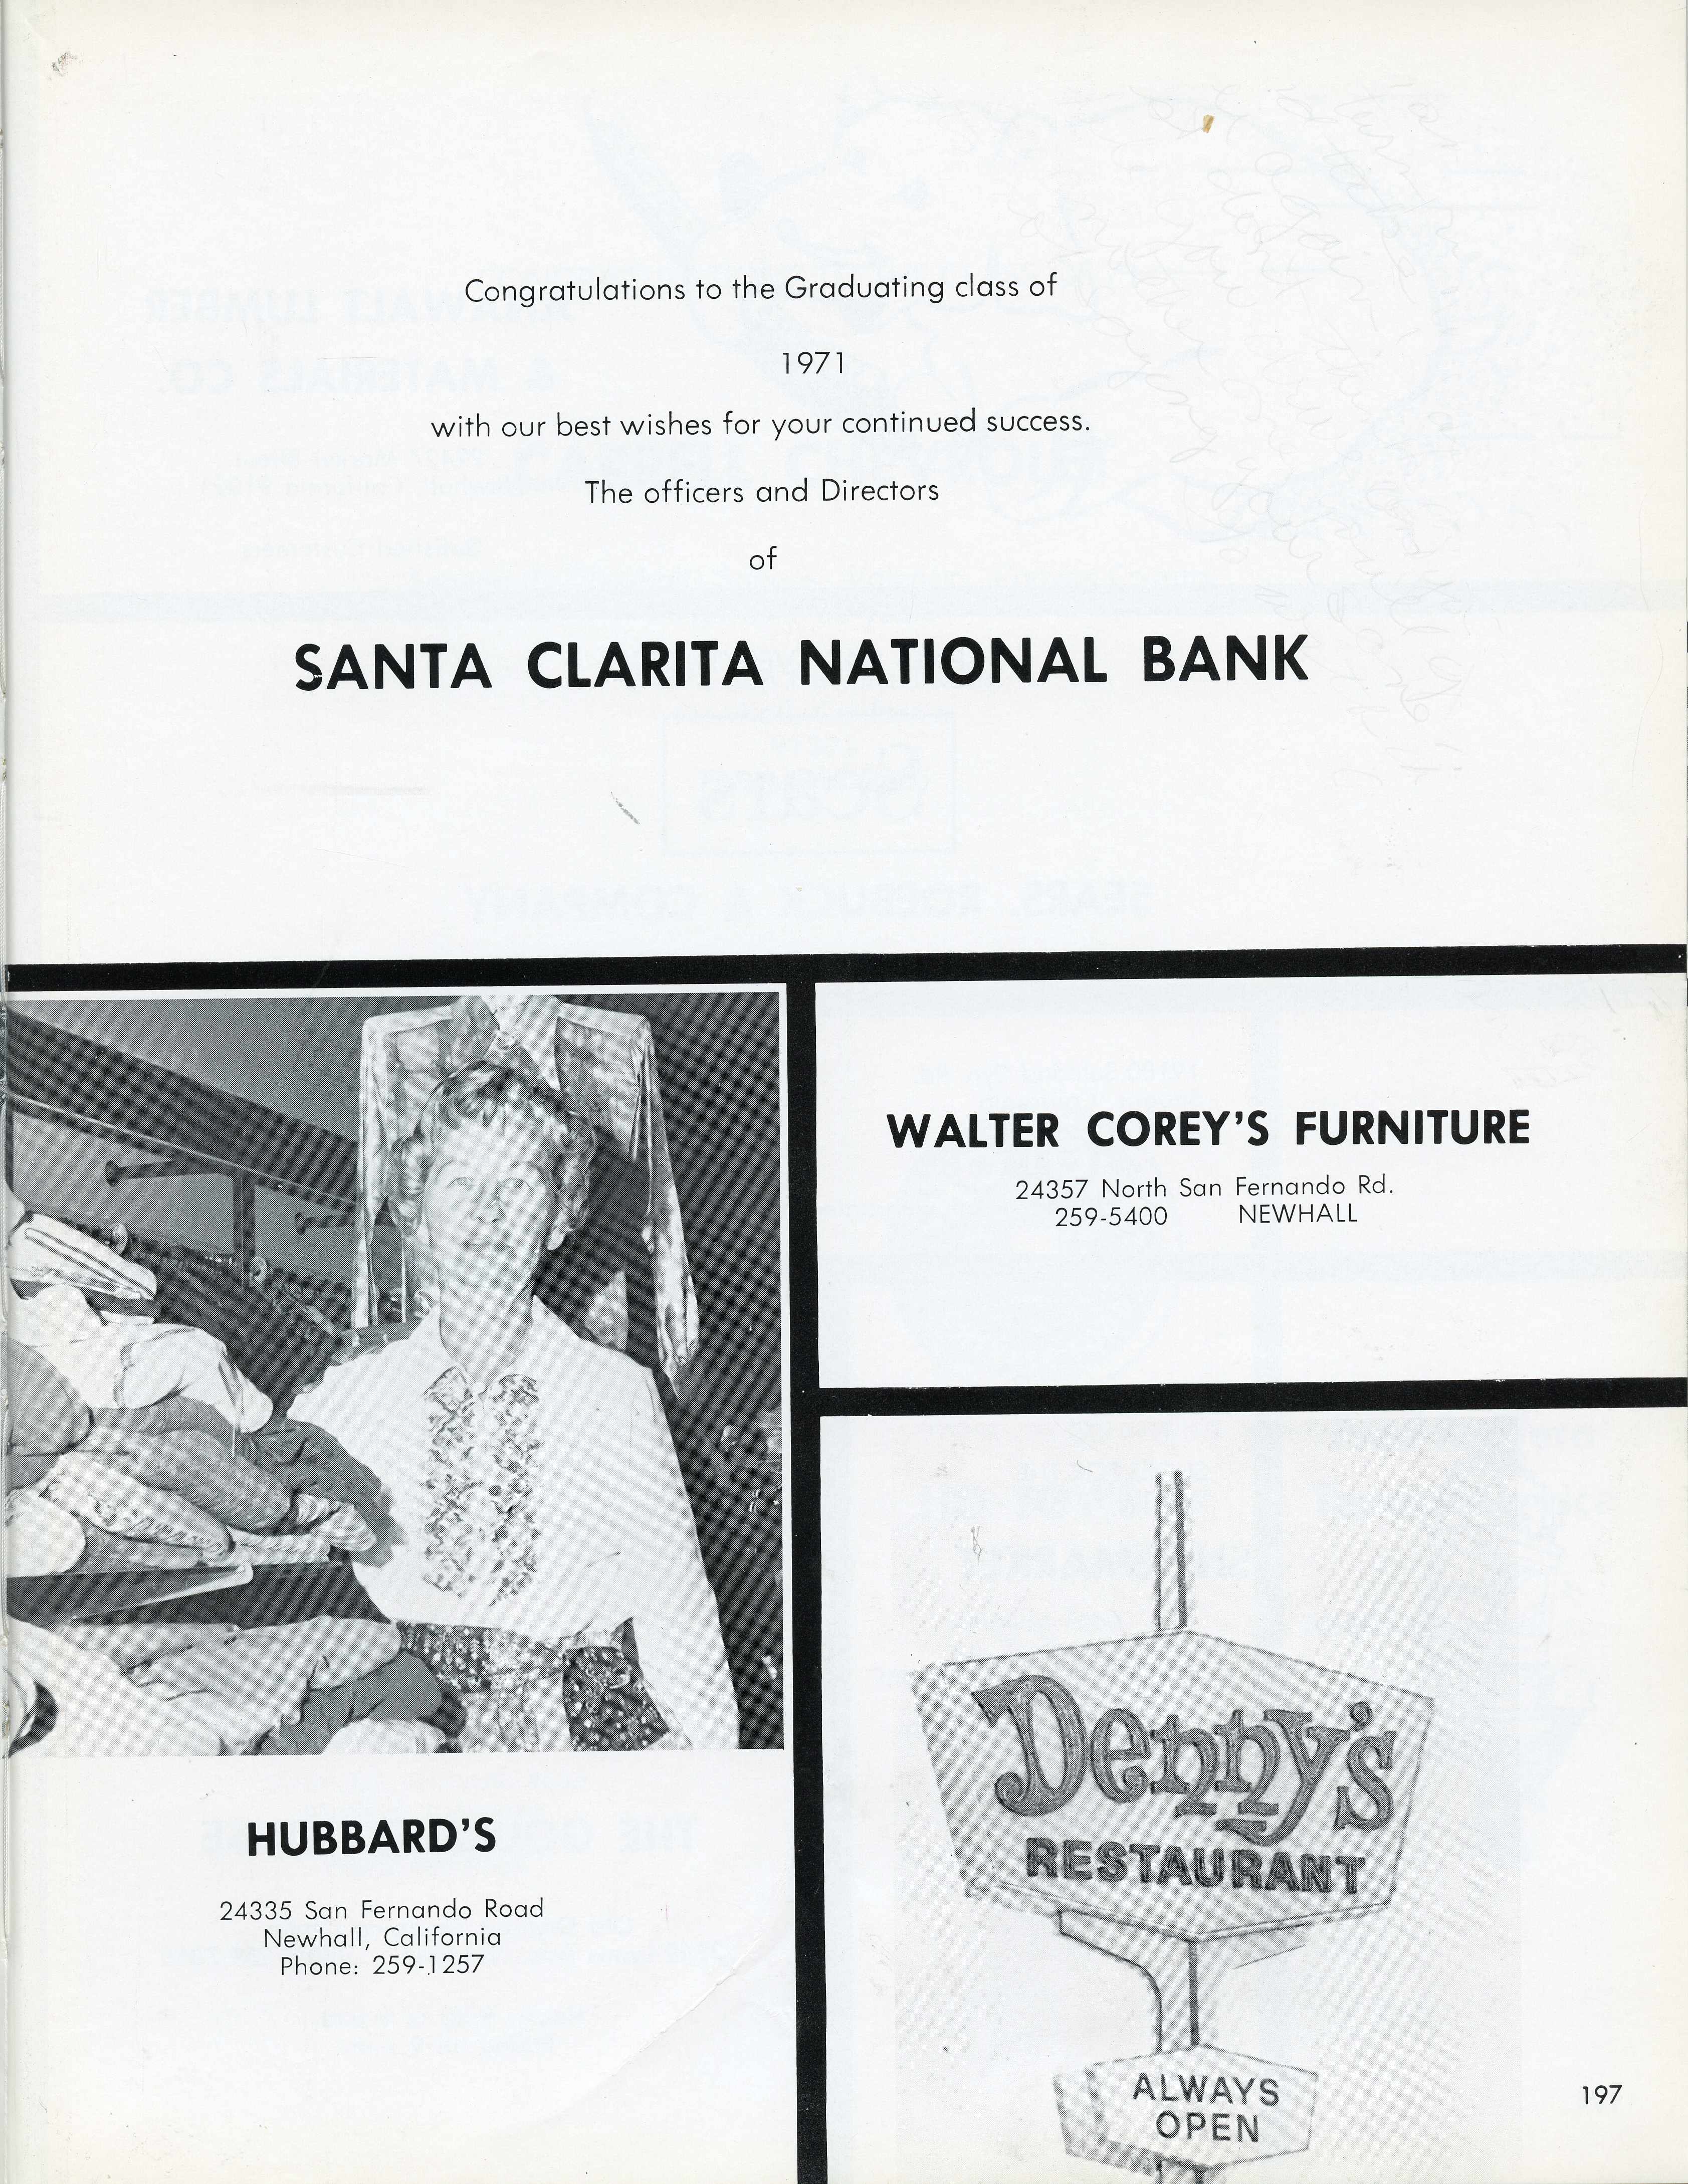 Congratulations to the Graduating class of
1971
with our best wishes for your continued success.
The officers and Directors
of
SANTA CLARITA NATIONAL BANK
WALTER COREY'S FURNITURE
24357 North San Fernando Rd.
259-5400 NEWHALL
HUBBARD'S
24335 San Fernando Road
Newhall, California
Phone: 259-1257
Denny's
RESTAURANT
ALWAYS
OPEN
197